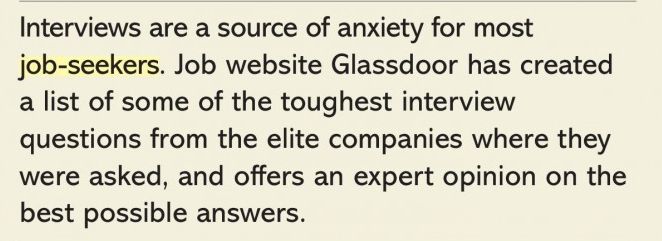 Interviews are a source of anxiety for most
job-seekers. Job website Glassdoor has created
a list of some of the toughest interview
questions from the elite companies where they
were asked, and offers an expert opinion on the
best possible answers.